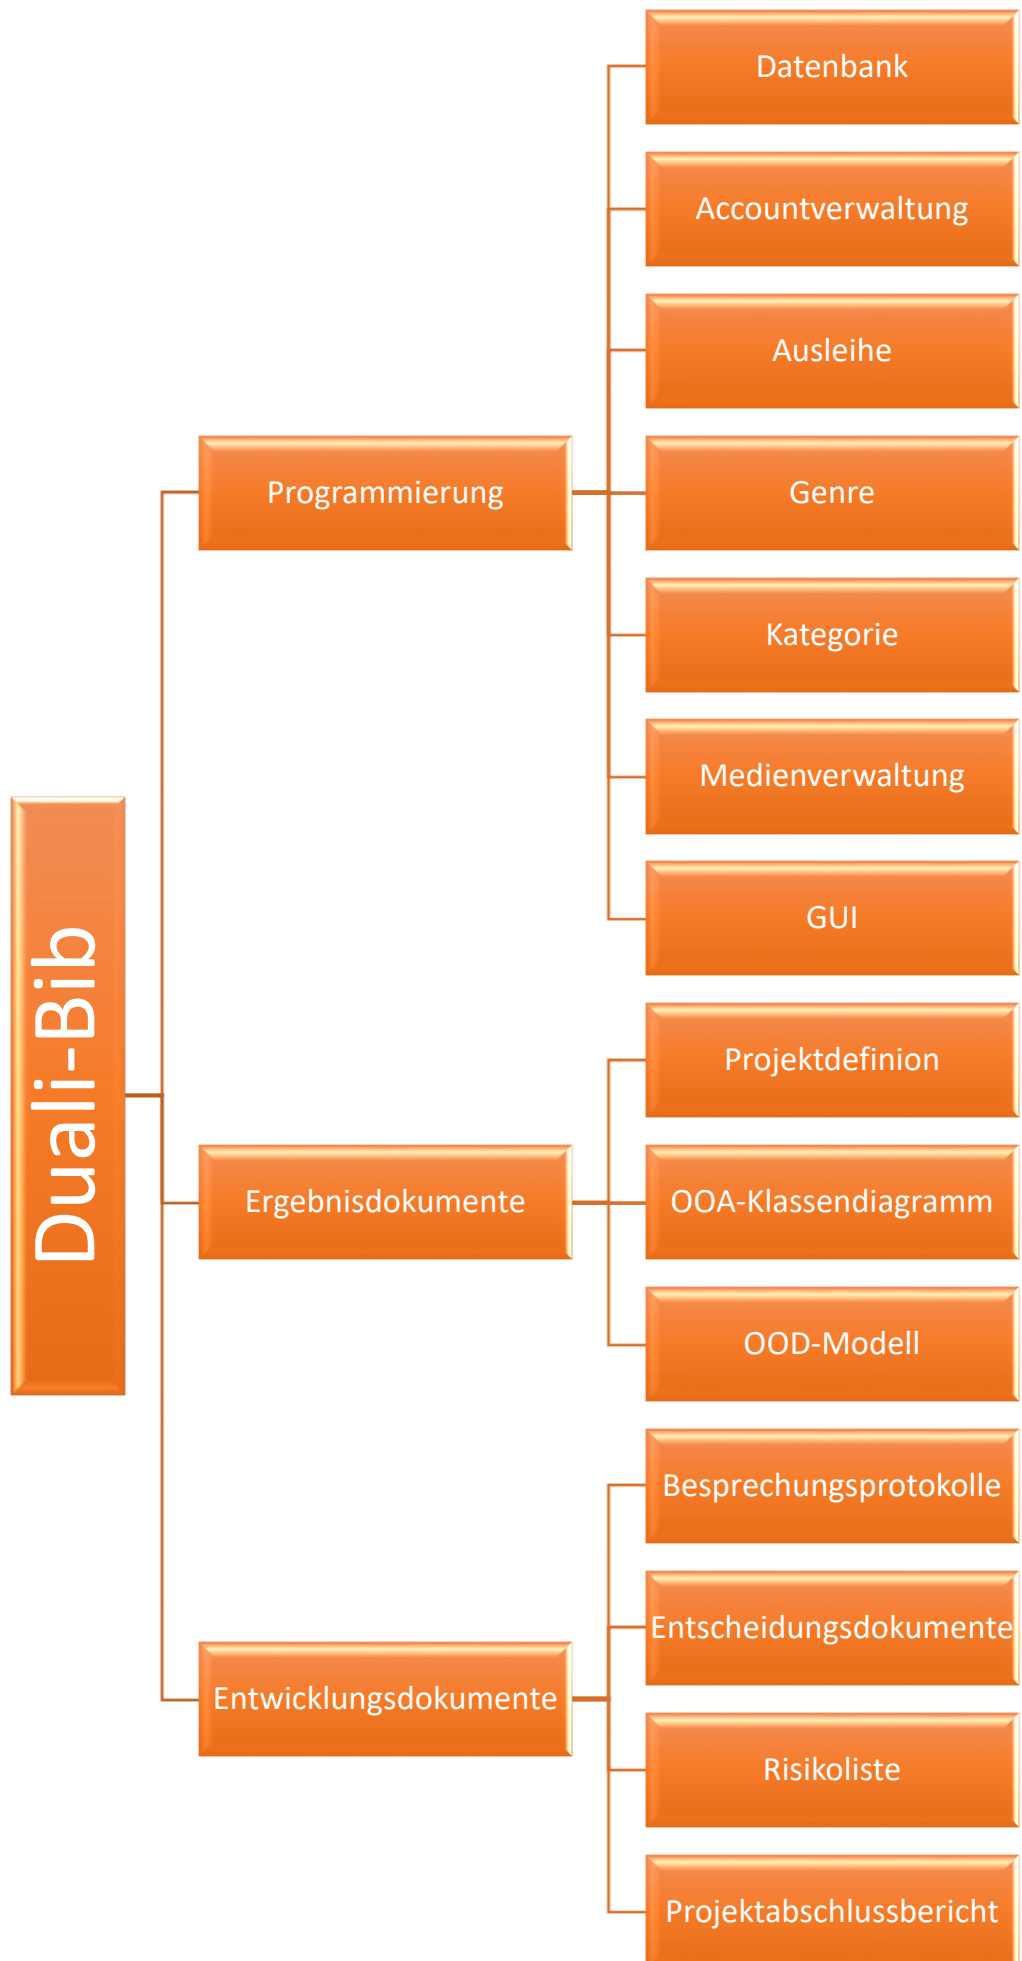 Duali-Bib
Programmierung
Datenbank
Accountverwaltung
Ausleihe
Genre
Kategorie
Medienverwaltung
GUI
Ergebnisdokumente
Projektdefinion
OOA-Klassendiagramm
OOD-Modell
Entwicklungsdokumente
Besprechungsprotokolle
Entscheidungsdokumente
Risikoliste
Projektabschlussbericht